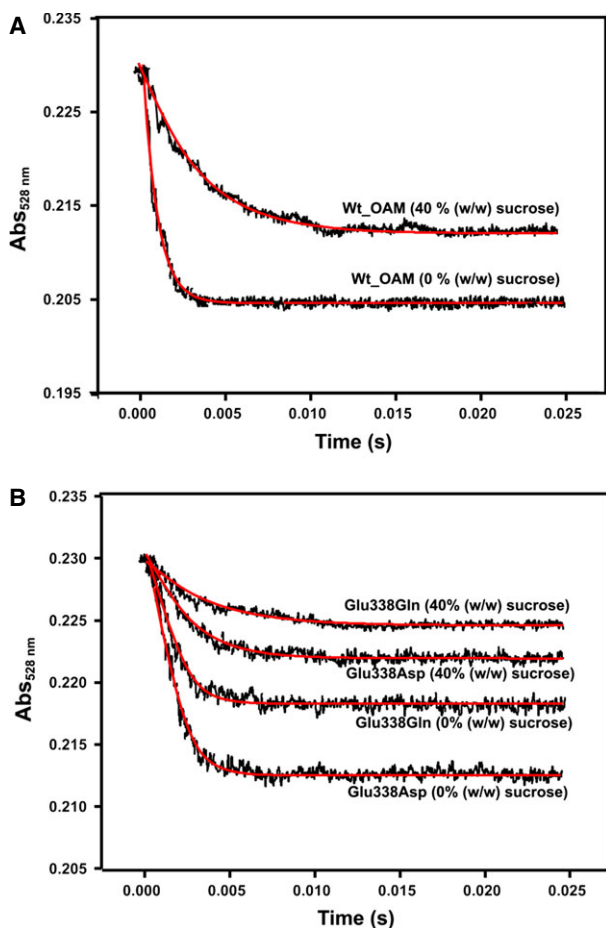 A
0.235
0.225
0.215
0.205
0.195
Abs528 nm
Wt_OAM (40 % (w/w) sucrose)
Wt_OAM (0 % (w/w) sucrose)
0.000 0.005 0.010 0.015 0.020 0.025
Time (s)
B
0.235
0.230
0.225
0.220
0.215
0.210
0.205
Abs528 nm
Glu338Gln (40% (w/w) sucrose)
Glu338Asp (40% (w/w) sucrose)
Glu338Gln (0% (w/w) sucrose)
Glu338Asp (0% (w/w) sucrose)
0.000 0.005 0.010 0.015 0.020 0.025
Time (s)